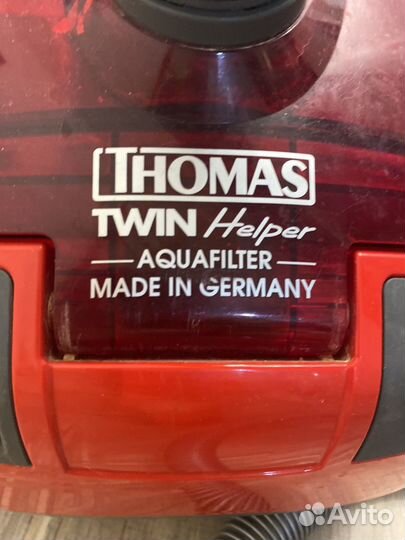 THOMAS
TWIN Helper
AQUAFILTER
MADE IN GERMANY
Avito